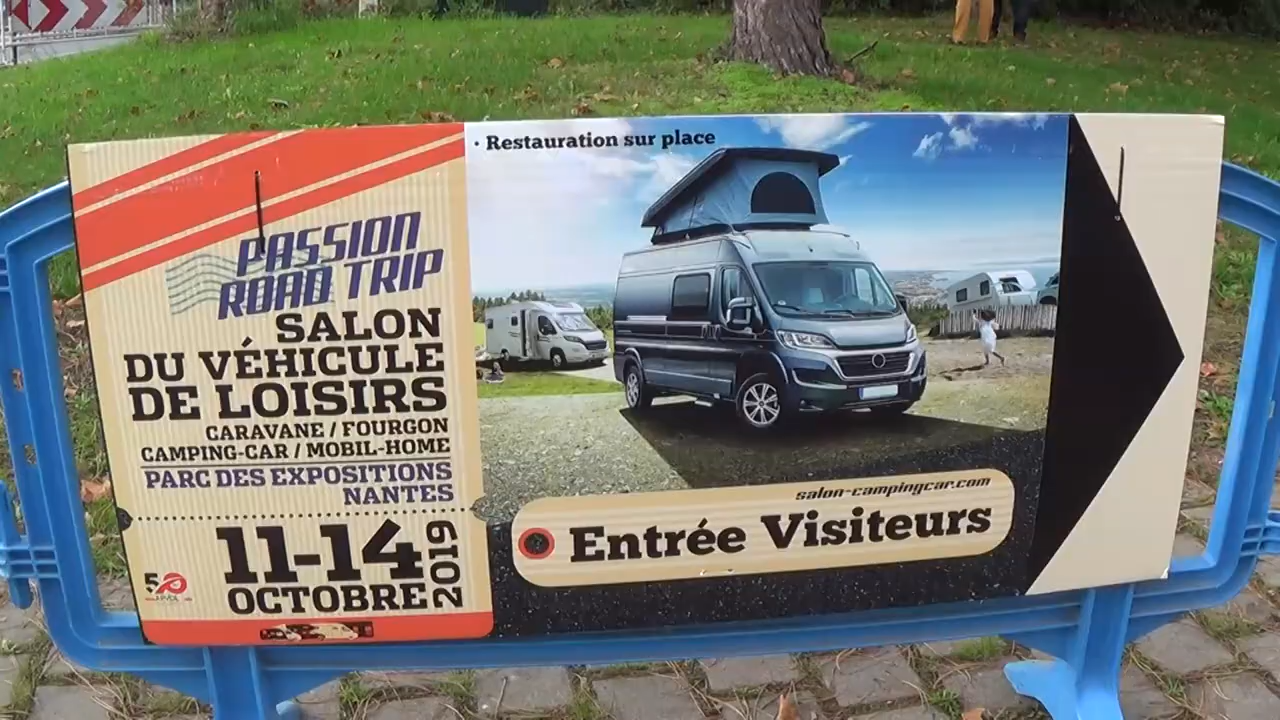 PASSION
ROAD TRIP
SALON
DU VÉHICULE
DE LOISIRS
CARAVANE / FOURGON
CAMPING-CAR / MOBIL-HOME
PARC DES EXPOSITIONS
NANTES
11-14
OCTOBRE
2019
· Restauration sur place
salon-campingcar.com
Entrée Visiteurs